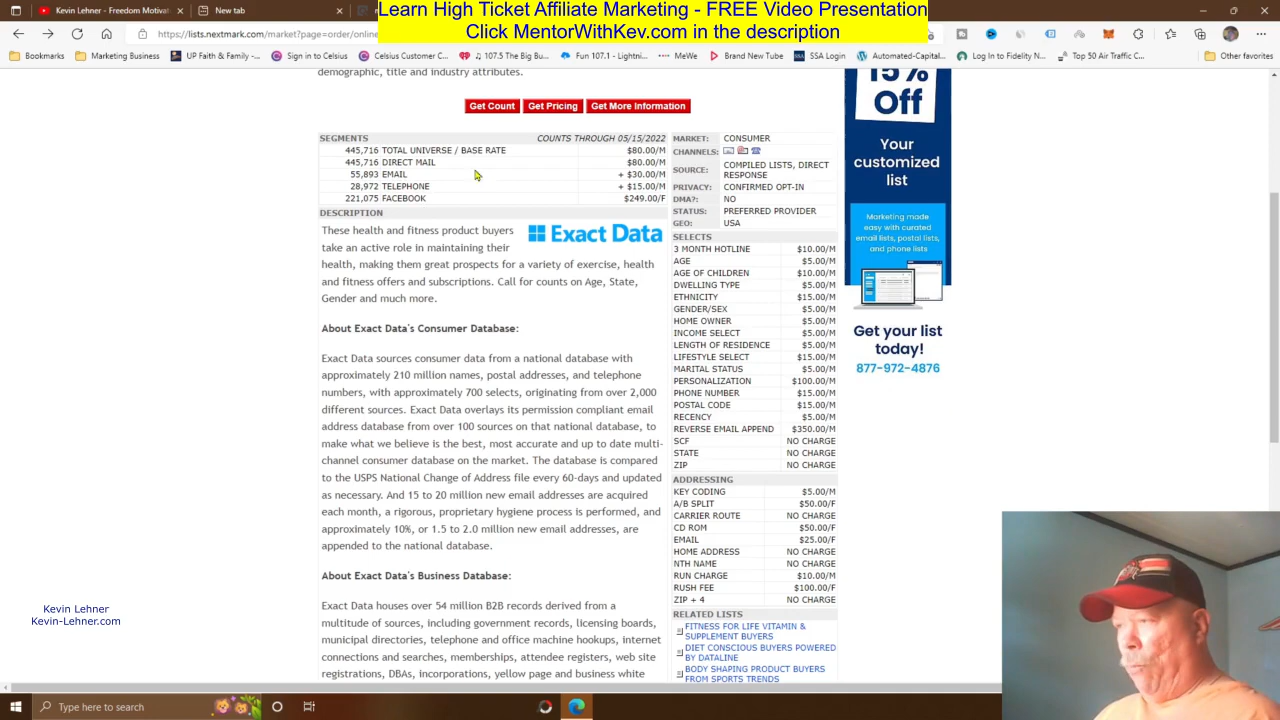 Learn High Ticket Affiliate Marketing - FREE Video Presentation
Click MentorWithKev.com in the description
(1) Kevin Lehner - Freedom Motivat
https://lists.nextmark.com/market?page=order/online
Bookmarks
Marketing Business
UP Faith & Family -...
Sign in to Celsius
Celsius Customer C...
107.5 The Big Bu...
Fun 107.1 - Lightni...
MeWe
Brand New Tube
SSA Login
Automated-Capital...
Log In to Fidelity N...
Top 50 Air Traffic C...
Other favorites
demographic, title and industry attributes.
Get Count
Get Pricing
Get More Information
SEGMENTS COUNTS THROUGH 05/15/2022
445,716 TOTAL UNIVERSE / BASE RATE $80.00/M
445,716 DIRECT MAIL $80.00/M
55,893 EMAIL + $30.00/M
28,972 TELEPHONE + $15.00/M
221,075 FACEBOOK $249.00/F
DESCRIPTION
Exact Data
These health and fitness product buyers
take an active role in maintaining their
health, making them great prospects for a variety of exercise, health
and fitness offers and subscriptions. Call for counts on Age, State,
Gender and much more.
About Exact Data's Consumer Database:
Exact Data sources consumer data from a national database with
approximately 210 million names, postal addresses, and telephone
numbers, with approximately 700 selects, originating from over 2,000
different sources. Exact Data overlays its permission compliant email
address database from over 100 sources on that national database, to
make what we believe is the best, most accurate and up to date multi-
channel consumer database on the market. The database is compared
to the USPS National Change of Address file every 60-days and updated
as necessary. And 15 to 20 million new email addresses are acquired
each month, a rigorous, proprietary hygiene process is performed, and
approximately 10%, or 1.5 to 2.0 million new email addresses, are
appended to the national database.
About Exact Data's Business Database:
Exact Data houses over 54 million B2B records derived from a
multitude of sources, including government records, licensing boards,
municipal directories, telephone and office machine hookups, internet
connections and searches, memberships, attendee registers, web site
registrations, DBAs, incorporations, yellow page and business white
MARKET: CONSUMER
CHANNELS:
SOURCE: COMPILED LISTS, DIRECT
RESPONSE
PRIVACY: CONFIRMED OPT-IN
DMA?: NO
STATUS: PREFERRED PROVIDER
GEO: USA
SELECTS
3 MONTH HOTLINE $10.00/M
AGE $5.00/M
AGE OF CHILDREN $10.00/M
DWELLING TYPE $5.00/M
ETHNICITY $15.00/M
GENDER/SEX $5.00/M
HOME OWNER $5.00/M
INCOME SELECT $5.00/M
LENGTH OF RESIDENCE $5.00/M
LIFESTYLE SELECT $15.00/M
MARITAL STATUS $5.00/M
PERSONALIZATION $100.00/M
PHONE NUMBER $15.00/M
POSTAL CODE $15.00/M
RECENCY $5.00/M
REVERSE EMAIL APPEND $350.00/M
SCF NO CHARGE
STATE NO CHARGE
ZIP NO CHARGE
ADDRESSING
KEY CODING $5.00/M
A/B SPLIT $50.00/F
CARRIER ROUTE NO CHARGE
CD ROM $50.00/F
EMAIL $25.00/F
HOME ADDRESS NO CHARGE
NTH NAME NO CHARGE
RUN CHARGE $10.00/M
RUSH FEE $100.00/F
ZIP + 4 NO CHARGE
RELATED LISTS
FITNESS FOR LIFE VITAMIN &
SUPPLEMENT BUYERS
DIET CONSCIOUS BUYERS POWERED
BY DATALINE
BODY SHAPING PRODUCT BUYERS
FROM SPORTS TRENDS
15%
Off
Your
customized
list
Marketing made
easy with curated
email lists, postal lists,
and phone lists
Get your list
today!
877-972-4876
Kevin Lehner
Kevin-Lehner.com
Type here to search